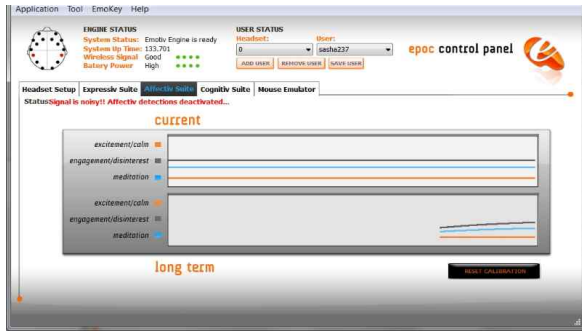 Application Tool EmoKey Help
ENGINE STATUS
System Status: Emotiv Engine is ready
System Up Time: 133.701
Wireless Signal Good
Battery Power High
USER STATUS
Headset: User:
0 sasha237
ADD USER REMOVE USER SAVE USER
epoc control panel
Headset Setup Expressiv Suite Affectiv Suite Cognitiv Suite Mouse Emulator
Status Signal is noisy!! Affectiv detections deactivated...
current
excitement/calm
engagement/disinterest
meditation
excitement/calm
engagement/disinterest
meditation
long term
RESET CALIBRATION